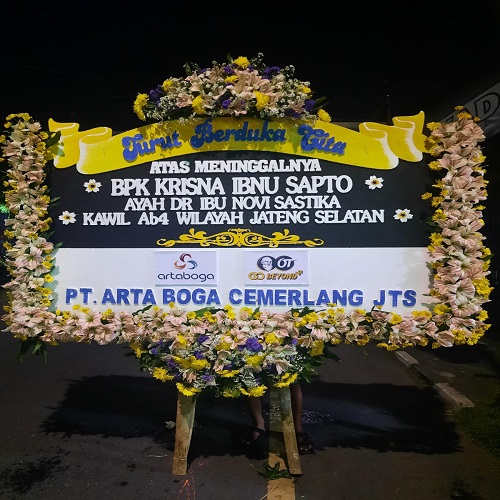 Turut Berduka Cita
ATAS MENINGGALNYA
BPK KRISNA IBNU SAPTO
AYAH DR IBU NOVI SASTIKA
KAWIL Ab4 WILAYAH JATENG SELATAN
artaboga
OT
GO BEYOND
PT. ARTA BOGA CEMERLANG JTS